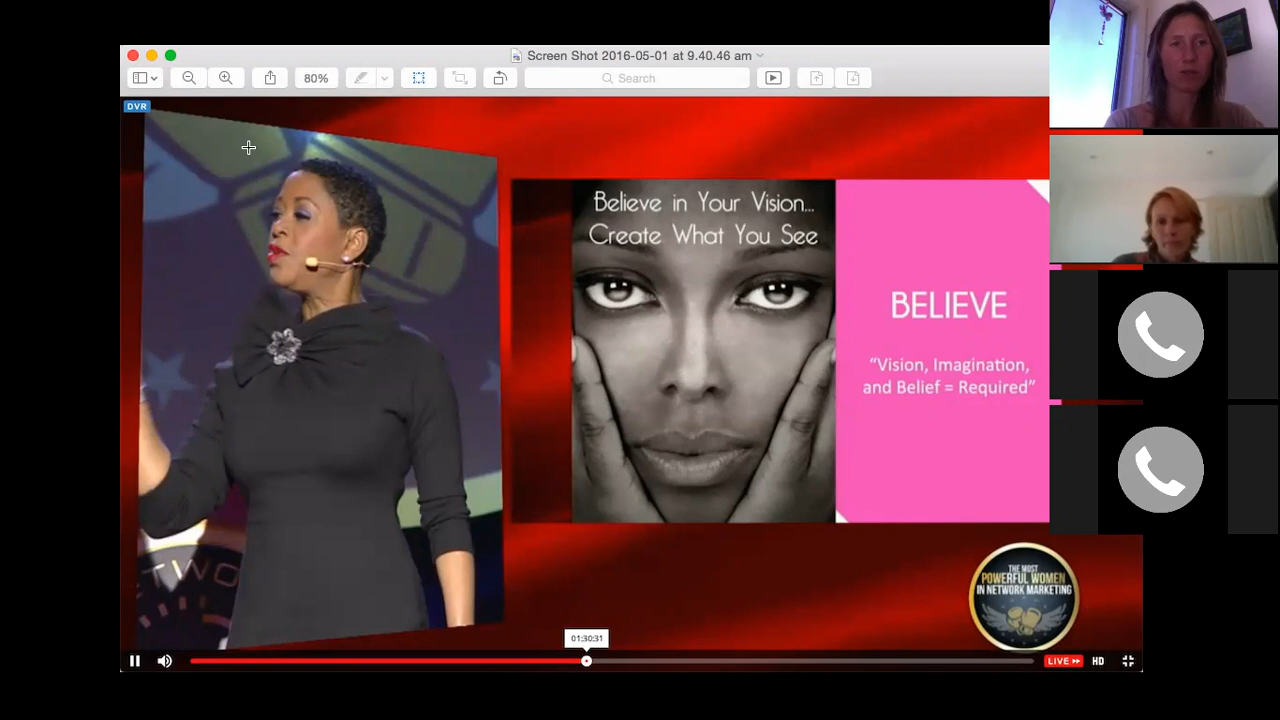 Screen Shot 2016-05-01 at 9.40.46 am
80%
Search
DVR
Believe in Your Vision...
Create What You See
BELIEVE
“Vision, Imagination,
and Belief = Required”
TWO
THE MOST
POWERFUL WOMEN
IN NETWORK MARKETING
01:30:31
LIVE
HD